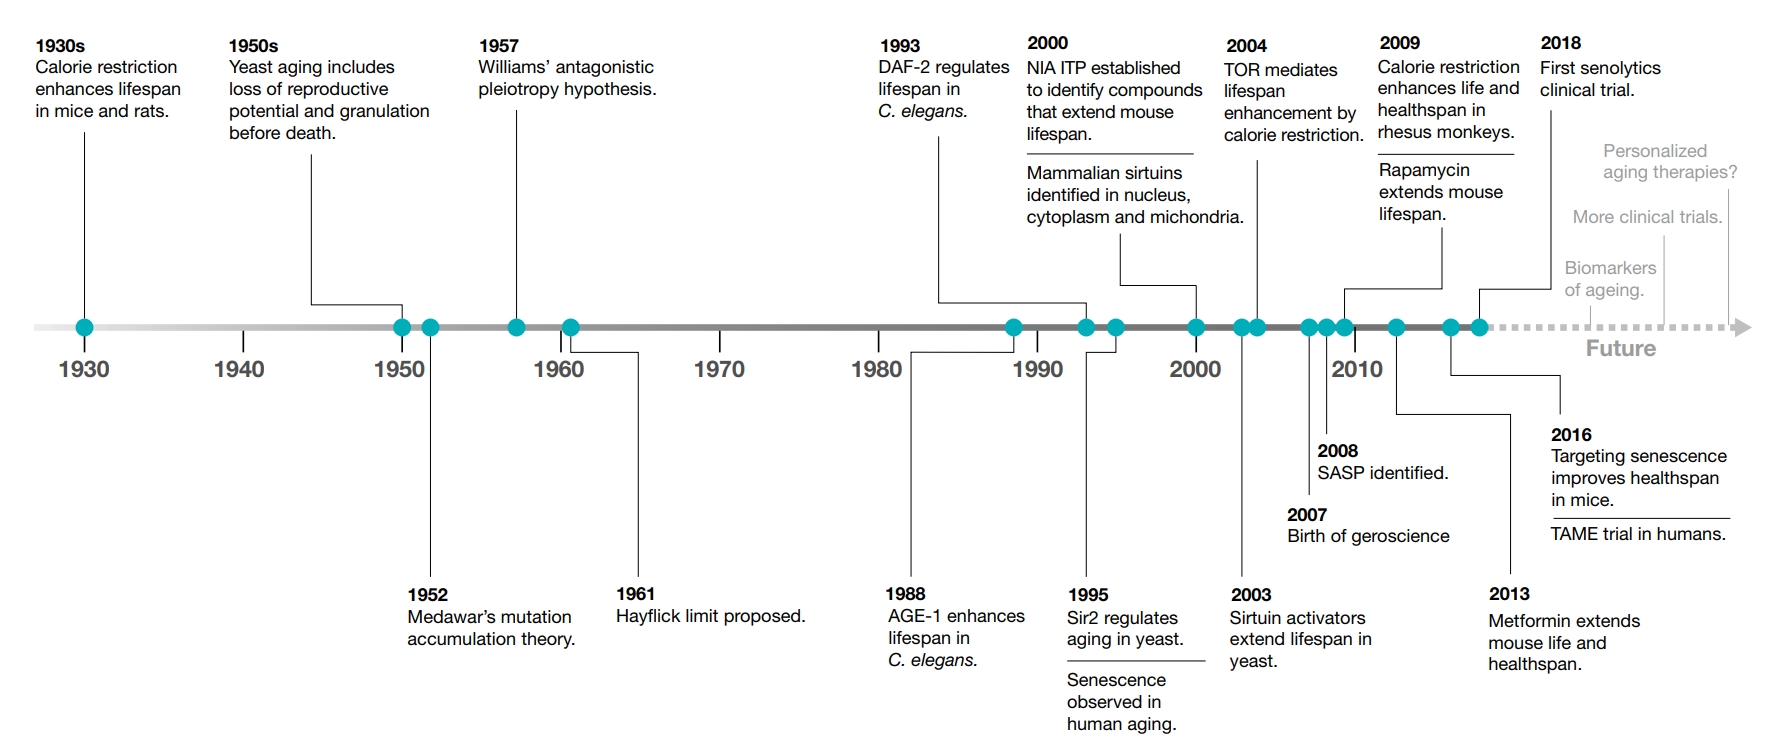 1930s
Calorie restriction
enhances lifespan
in mice and rats.
1950s
Yeast aging includes
loss of reproductive
potential and granulation
before death.
1957
Williams’ antagonistic
pleiotropy hypothesis.
1993
DAF-2 regulates
lifespan in
C. elegans.
2000
NIA ITP established
to identify compounds
that extend mouse
lifespan.
Mammalian sirtuins
identified in nucleus,
cytoplasm and michondria.
2004
TOR mediates
lifespan
enhancement by
calorie restriction.
2009
Calorie restriction
enhances life and
healthspan in
rhesus monkeys.
Rapamycin
extends mouse
lifespan.
2018
First senolytics
clinical trial.
Personalized
aging therapies?
More clinical trials.
Biomarkers
of ageing.
1930
1940
1950
1960
1970
1980
1990
2000
2010
Future
1952
Medawar’s mutation
accumulation theory.
1961
Hayflick limit proposed.
1988
AGE-1 enhances
lifespan in
C. elegans.
1995
Sir2 regulates
aging in yeast.
Senescence
observed in
human aging.
2003
Sirtuin activators
extend lifespan in
yeast.
2007
Birth of geroscience
2008
SASP identified.
2013
Metformin extends
mouse life and
healthspan.
2016
Targeting senescence
improves healthspan
in mice.
TAME trial in humans.